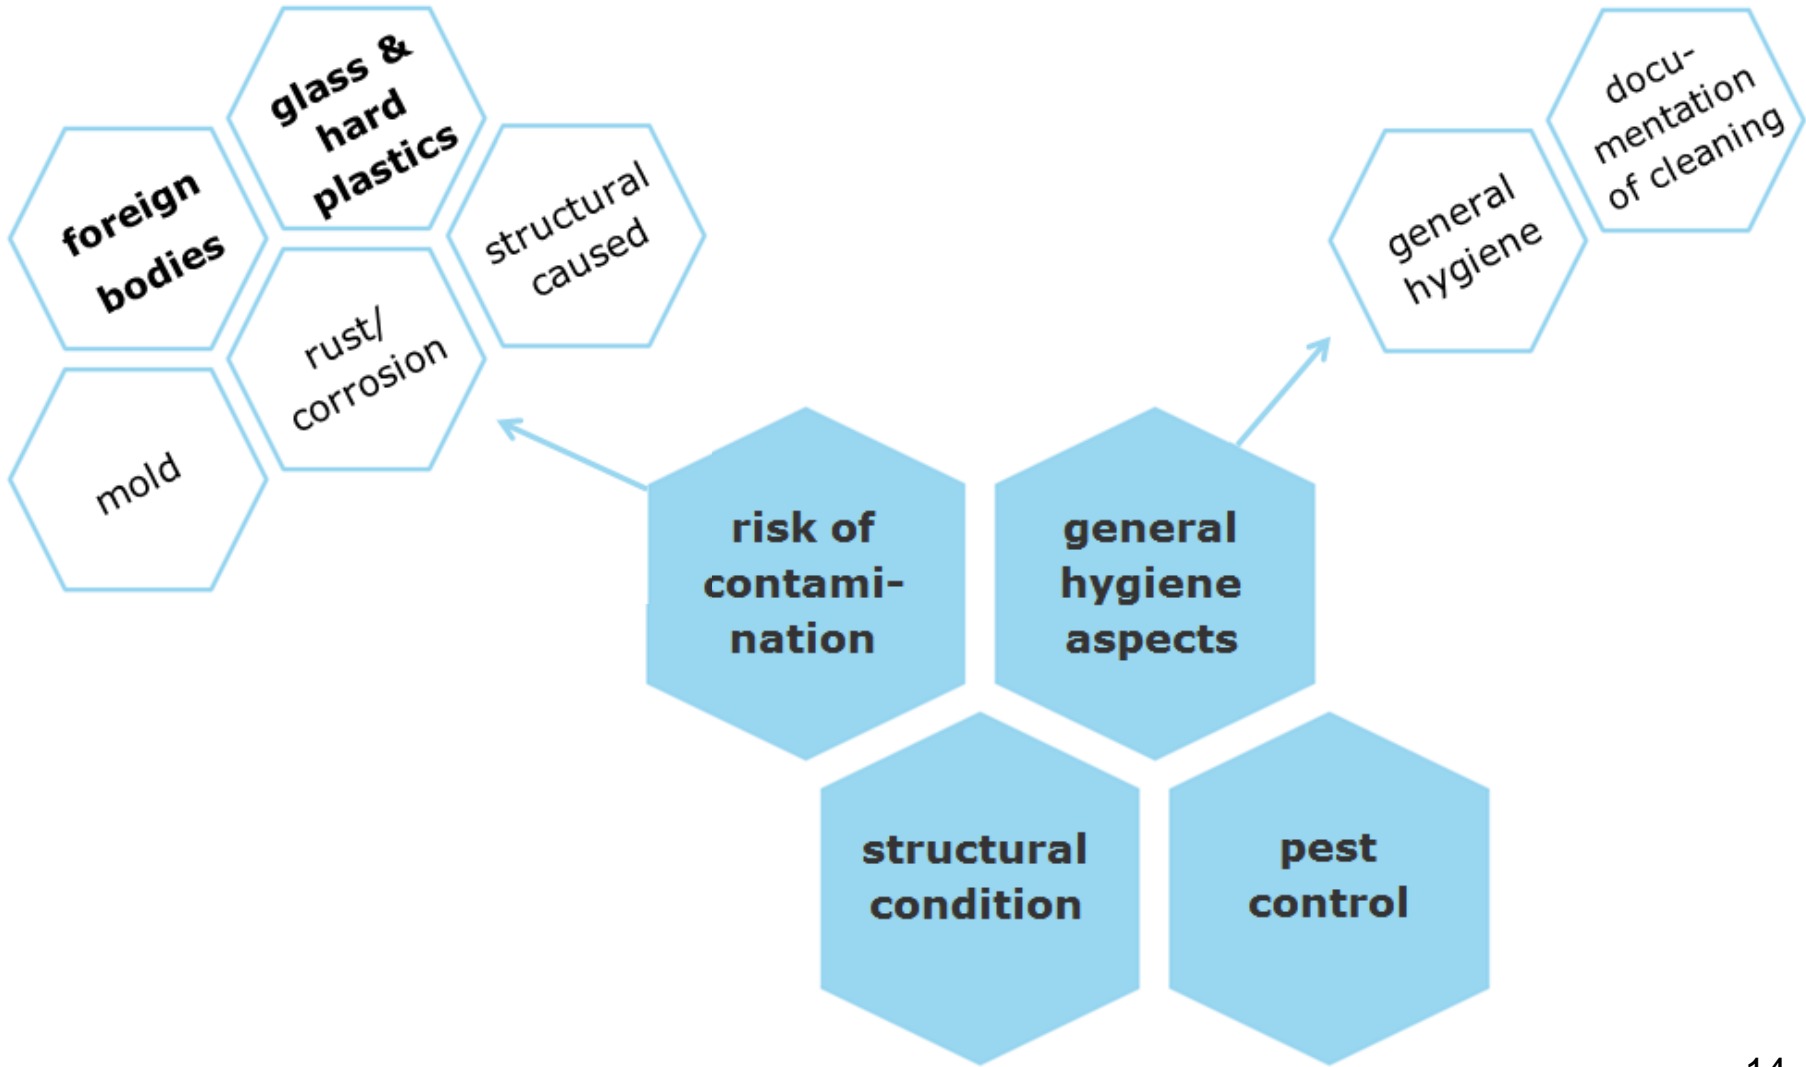 glass &
hard
plastics
foreign
bodies
structural
caused
rust/
corrosion
mold
docu-
mentation
of cleaning
general
hygiene
risk of
contami-
nation
general
hygiene
aspects
structural
condition
pest
control
14